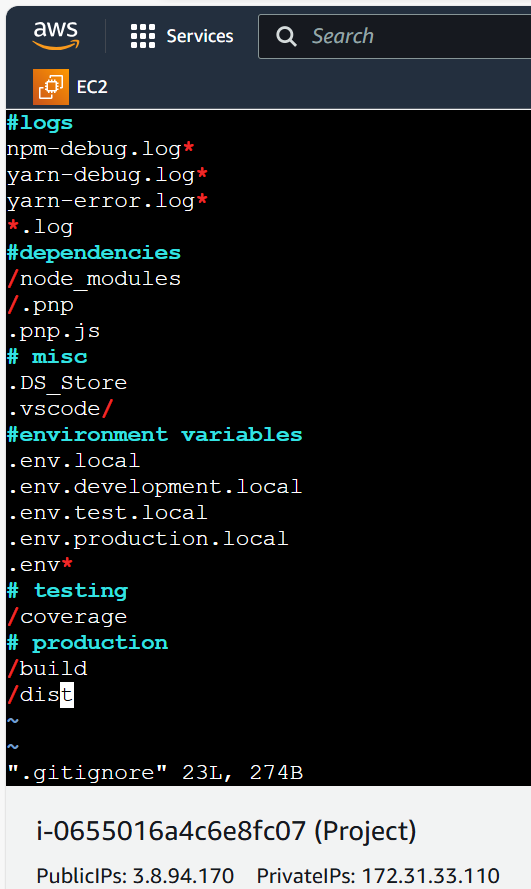 aws
Services
Search
EC2
#logs
npm-debug.log*
yarn-debug.log*
yarn-error.log*
*.log
#dependencies
/node_modules
/.pnp
.pnp.js
# misc
.DS_Store
.vscode/
#environment variables
.env.local
.env.development.local
.env.test.local
.env.production.local
.env*
# testing
/coverage
# production
/build
/dist
~
~
".gitignore" 23L, 274B
i-0655016a4c6e8fc07 (Project)
PublicIPs: 3.8.94.170 PrivateIPs: 172.31.33.110